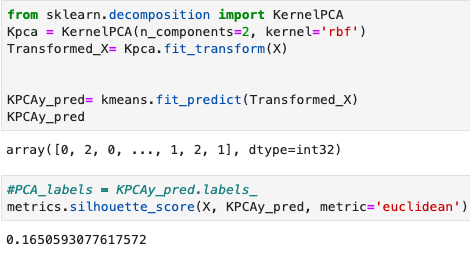 from sklearn.decomposition import KernelPCA
Kpca = KernelPCA(n_components=2, kernel='rbf')
Transformed_X= Kpca.fit_transform(X)
KPCAy_pred= kmeans.fit_predict(Transformed_X)
KPCAy_pred
array([0, 2, 0, ..., 1, 2, 1], dtype=int32)
#PCA_labels = KPCAy_pred.labels_
metrics.silhouette_score(X, KPCAy_pred, metric='euclidean')
0.1650593077617572